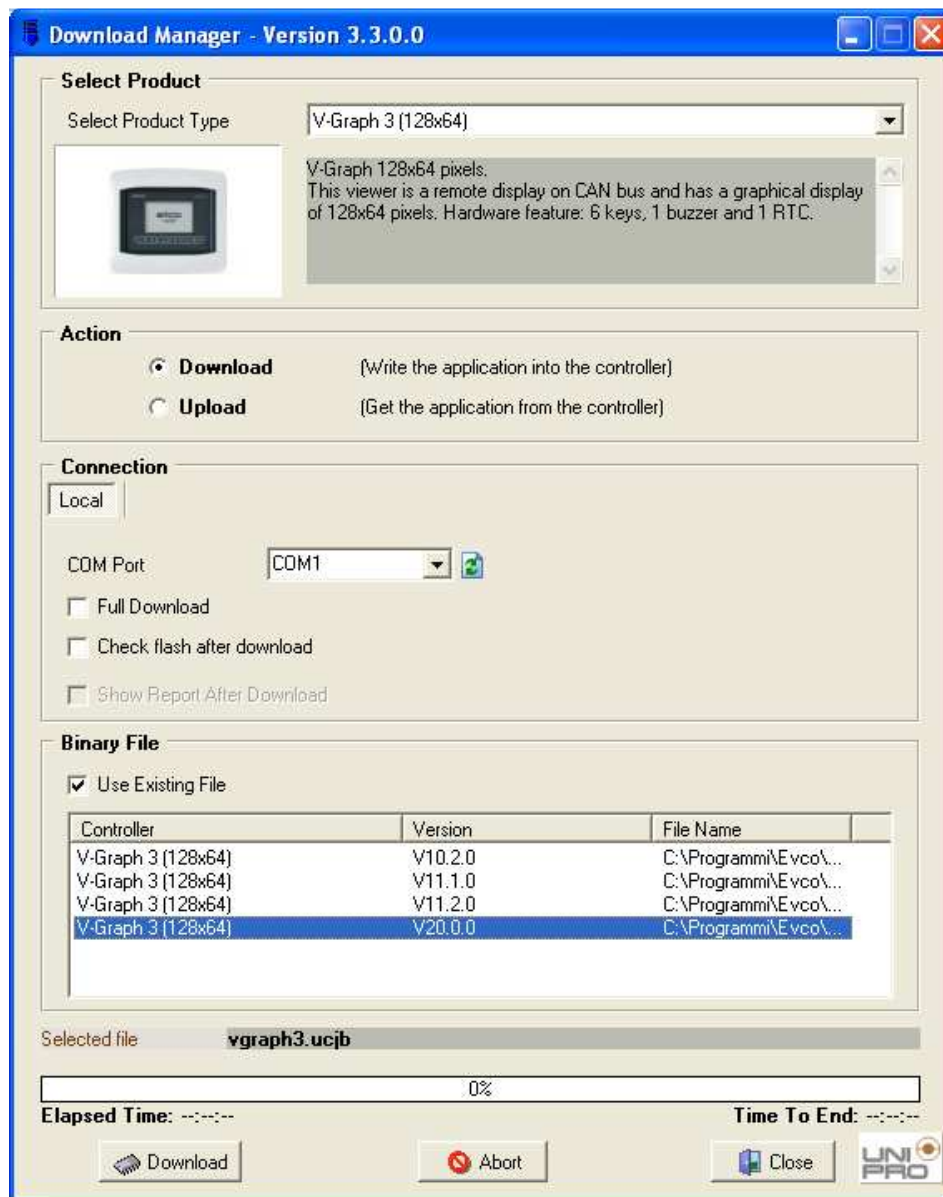 Download Manager - Version 3.3.0.0
Select Product
Select Product Type
V-Graph 3 (128x64)
V-Graph 128x64 pixels.
This viewer is a remote display on CAN bus and has a graphical display
of 128x64 pixels. Hardware feature: 6 keys, 1 buzzer and 1 RTC.
Action
Download (Write the application into the controller)
Upload (Get the application from the controller)
Connection
Local
COM Port COM1
Full Download
Check flash after download
Show Report After Download
Binary File
Use Existing File
Controller Version File Name
V-Graph 3 (128x64) V10.2.0 C:\Programmi\Evco\...
V-Graph 3 (128x64) V11.1.0 C:\Programmi\Evco\...
V-Graph 3 (128x64) V11.2.0 C:\Programmi\Evco\...
V-Graph 3 (128x64) V20.0.0 C:\Programmi\Evco\...
Selected file vgraph3.ucjb
0%
Elapsed Time: --:--:-- Time To End: --:--:--
Download Abort Close
UNI
PRO